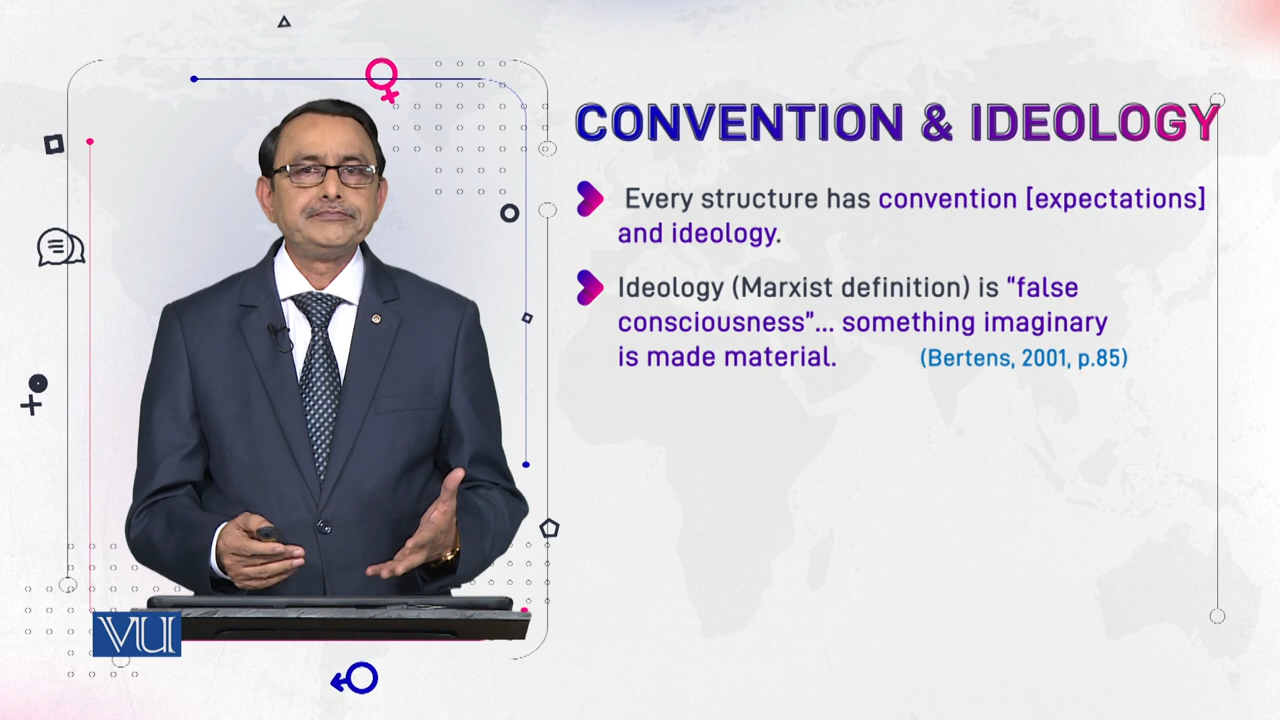 CONVENTION & IDEOLOGY
Every structure has convention [expectations]
and ideology.
Ideology (Marxist definition) is “false
consciousness”... something imaginary
is made material. (Bertens, 2001, p.85)
VU